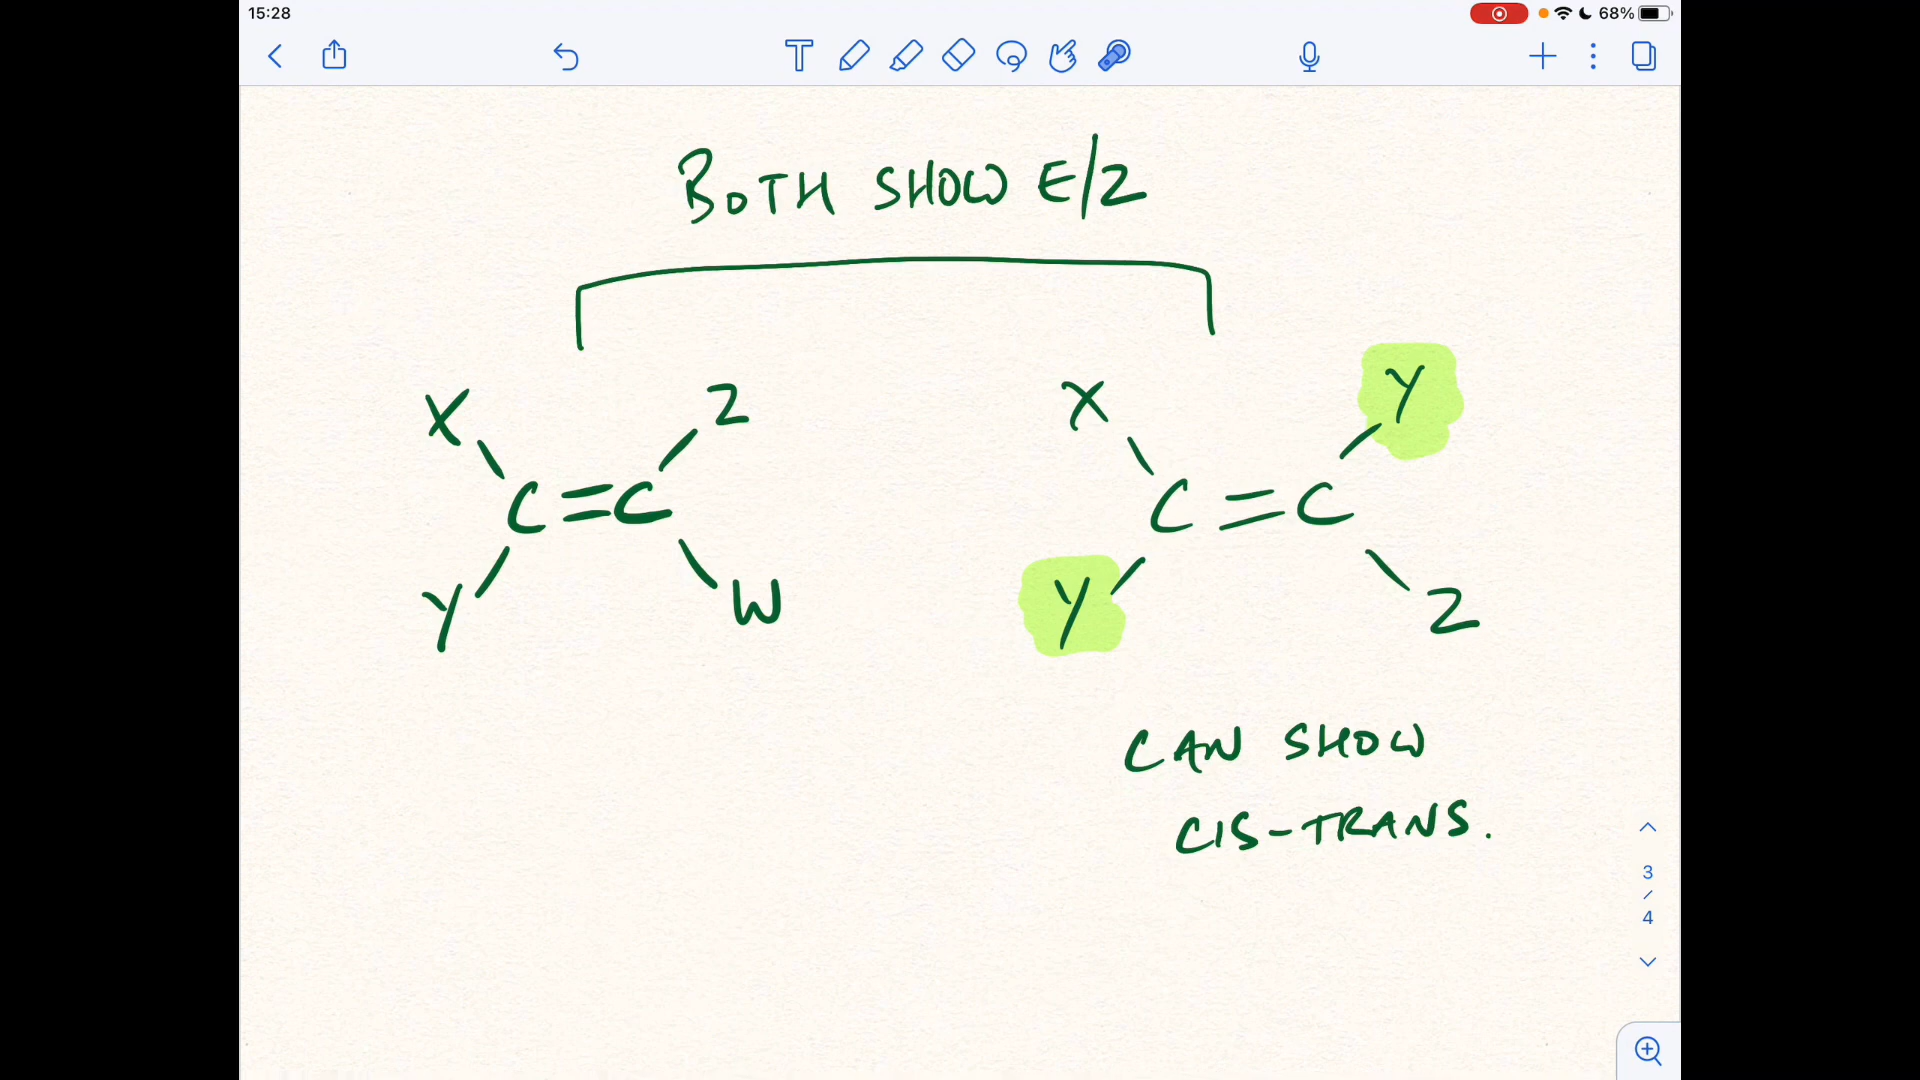 15:28
68%
T
BOTH SHOW E/Z
X Z
C=C
Y W
X Y
C=C
Y Z
CAN SHOW
CIS-TRANS.
3
/
4